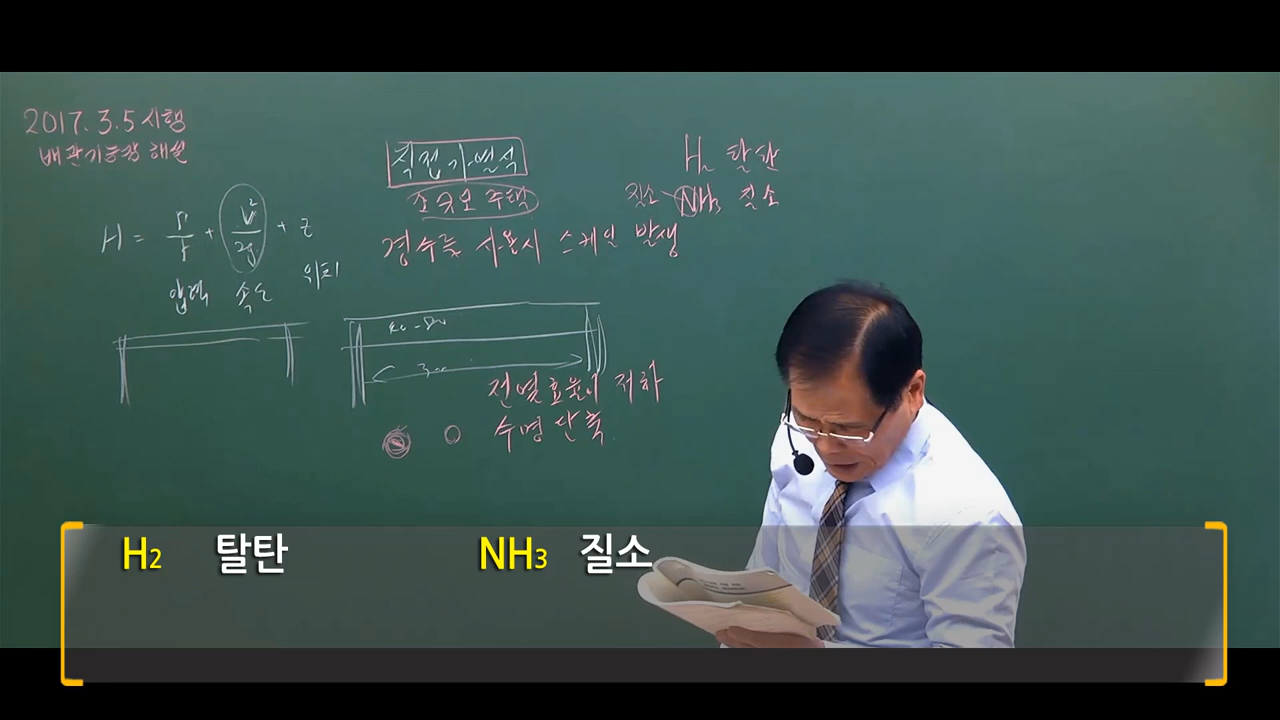 2017. 3. 5 시행
배관기능장 해설
직접가열식
소규모 주택
경수를 사용시 스케일 발생
H₂ 탈탄
질소 NH₃ 질소
H = P/r + V²/2g + z
압력 속도 위치
300
전열효율이 저하
수명단축
H₂ 탈탄 NH₃ 질소